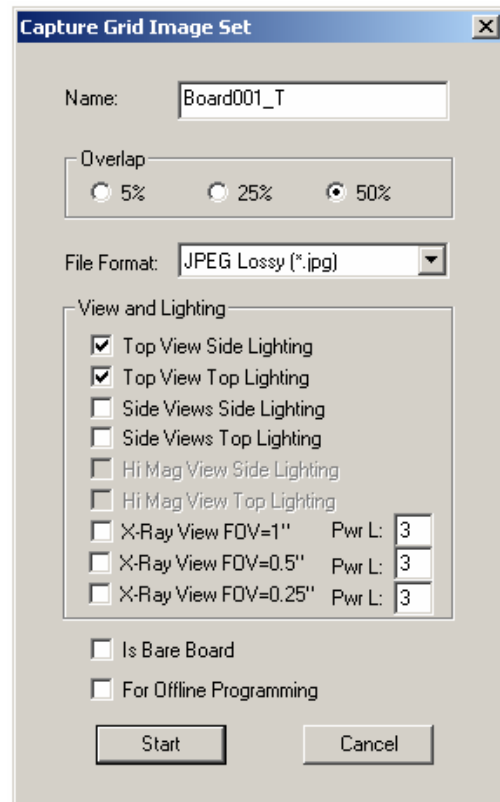 Capture Grid Image Set
Name: Board001_T
Overlap
5% 25% 50%
File Format: JPEG Lossy (*.jpg)
View and Lighting
Top View Side Lighting
Top View Top Lighting
Side Views Side Lighting
Side Views Top Lighting
Hi Mag View Side Lighting
Hi Mag View Top Lighting
X-Ray View FOV=1" Pwr L: 3
X-Ray View FOV=0.5" Pwr L: 3
X-Ray View FOV=0.25" Pwr L: 3
Is Bare Board
For Offline Programming
Start Cancel